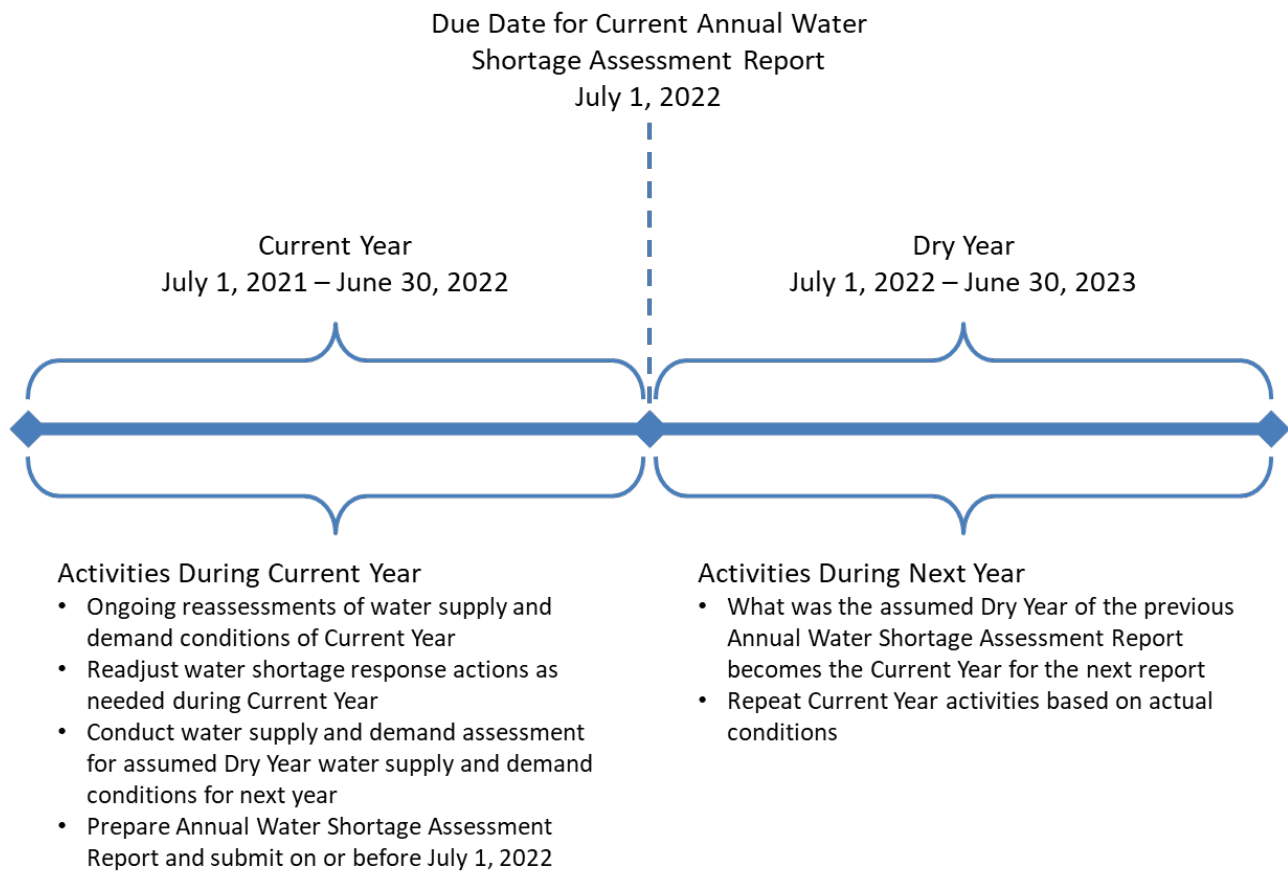 Due Date for Current Annual Water
Shortage Assessment Report
July 1, 2022
Current Year
July 1, 2021 – June 30, 2022
Dry Year
July 1, 2022 – June 30, 2023
Activities During Current Year
• Ongoing reassessments of water supply and
demand conditions of Current Year
• Readjust water shortage response actions as
needed during Current Year
• Conduct water supply and demand assessment
for assumed Dry Year water supply and demand
conditions for next year
• Prepare Annual Water Shortage Assessment
Report and submit on or before July 1, 2022
Activities During Next Year
• What was the assumed Dry Year of the previous
Annual Water Shortage Assessment Report
becomes the Current Year for the next report
• Repeat Current Year activities based on actual
conditions